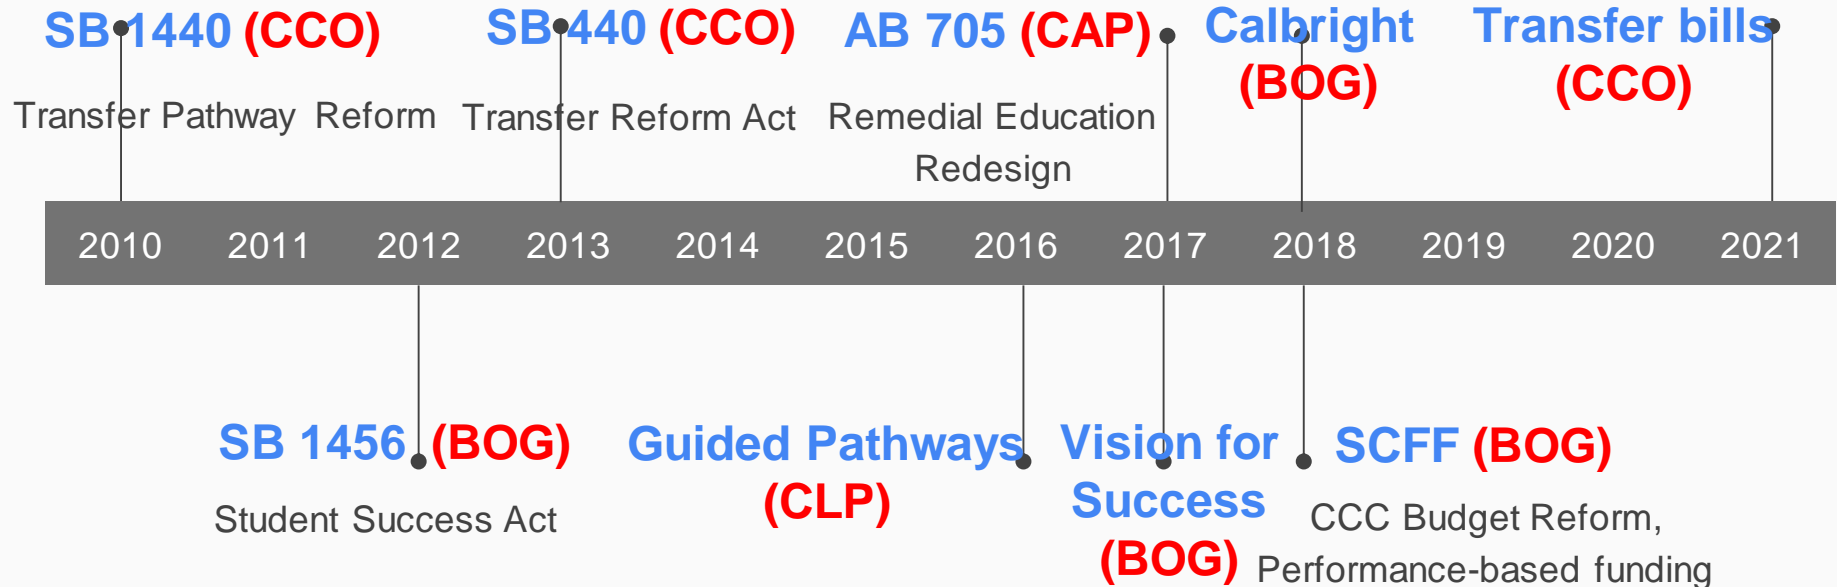 SB 1440 (CCO)
Transfer Pathway Reform
SB 440 (CCO)
Transfer Reform Act
AB 705 (CAP)
Remedial Education
Redesign
Calbright
(BOG)
Transfer bills
(CCO)
2010 2011 2012 2013 2014 2015 2016 2017 2018 2019 2020 2021
SB 1456 (BOG)
Student Success Act
Guided Pathways
(CLP)
Vision for
Success
(BOG)
SCFF (BOG)
CCC Budget Reform,
Performance-based funding